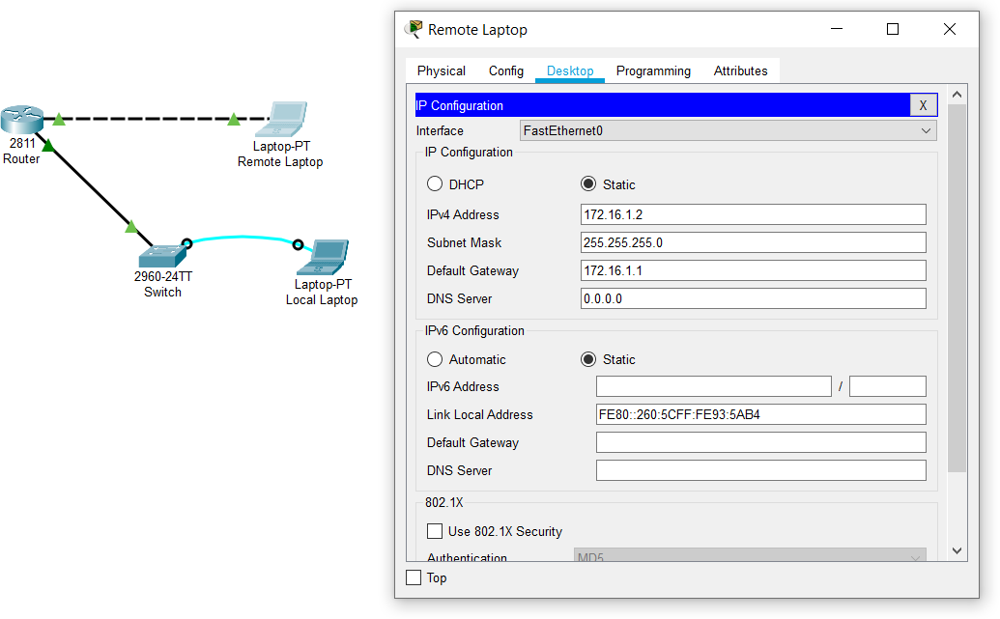 2811
Router
Laptop-PT
Remote Laptop
2960-24TT
Switch
Laptop-PT
Local Laptop
Remote Laptop
Physical Config Desktop Programming Attributes
IP Configuration X
Interface FastEthernet0
IP Configuration
DHCP Static
IPv4 Address 172.16.1.2
Subnet Mask 255.255.255.0
Default Gateway 172.16.1.1
DNS Server 0.0.0.0
IPv6 Configuration
Automatic Static
IPv6 Address /
Link Local Address FE80::260:5CFF:FE93:5AB4
Default Gateway
DNS Server
802.1X
Use 802.1X Security
Authentication MD5
Top